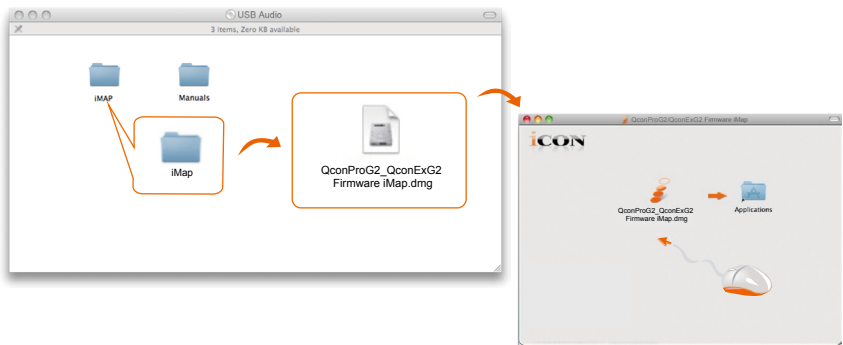 USB Audio
3 items, Zero KB available
iMAP
Manuals
iMap
QconProG2_QconExG2
Firmware iMap.dmg
QconProG2/QconExG2 Firmware iMap
iCON
QconProG2_QconExG2
Firmware iMap.dmg
Applications